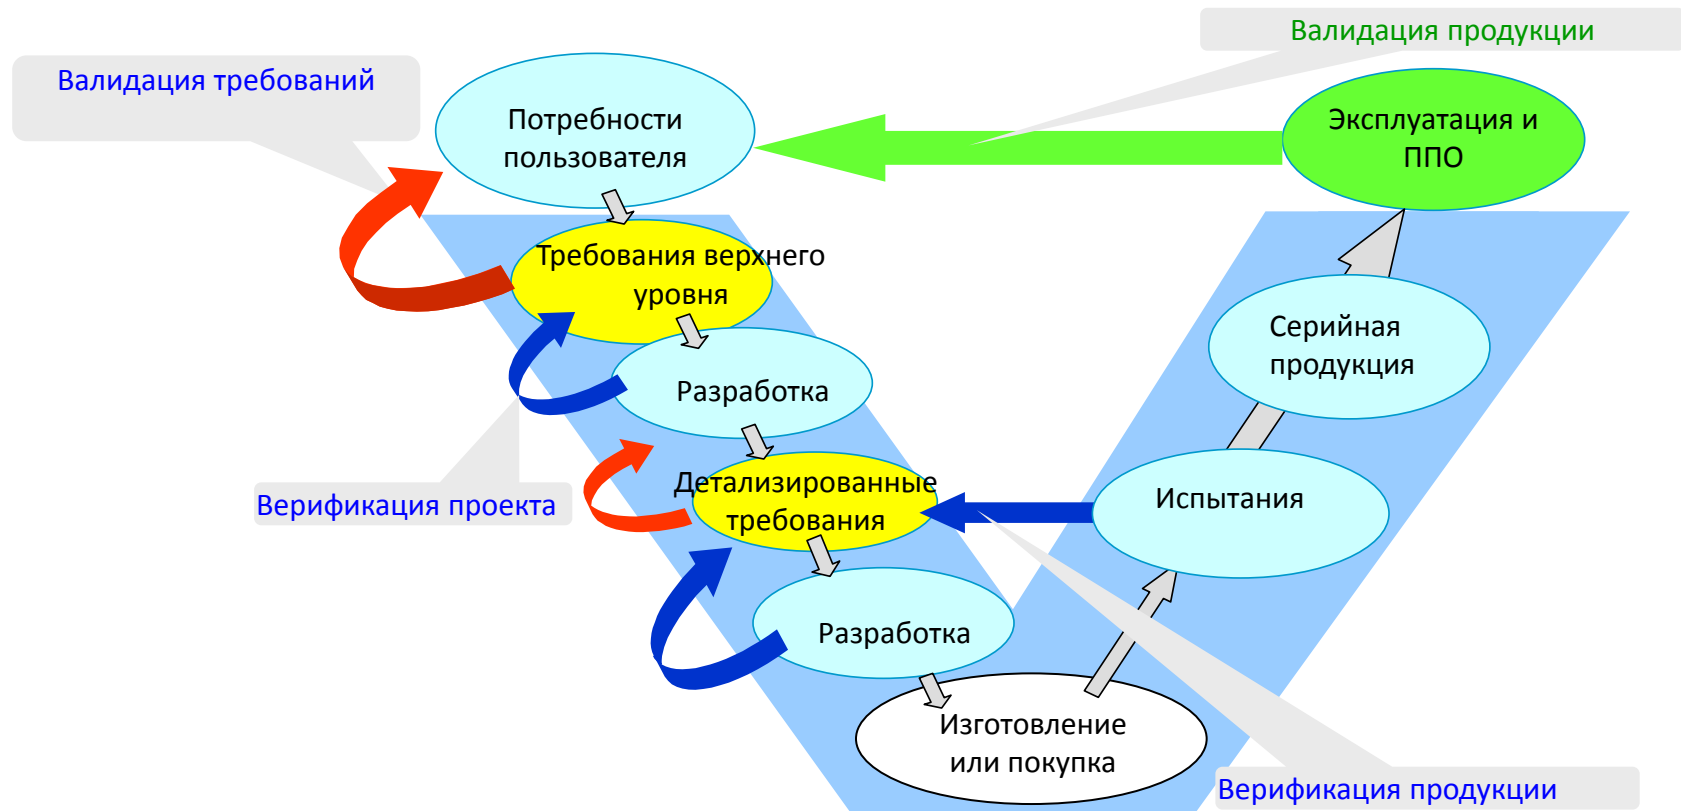 Валидация продукции
Валидация требований
Потребности
пользователя
Эксплуатация и
ППО
Требования верхнего
уровня
Серийная
продукция
Разработка
Детализированные
требования
Испытания
Верификация проекта
Разработка
Изготовление
или покупка
Верификация продукции